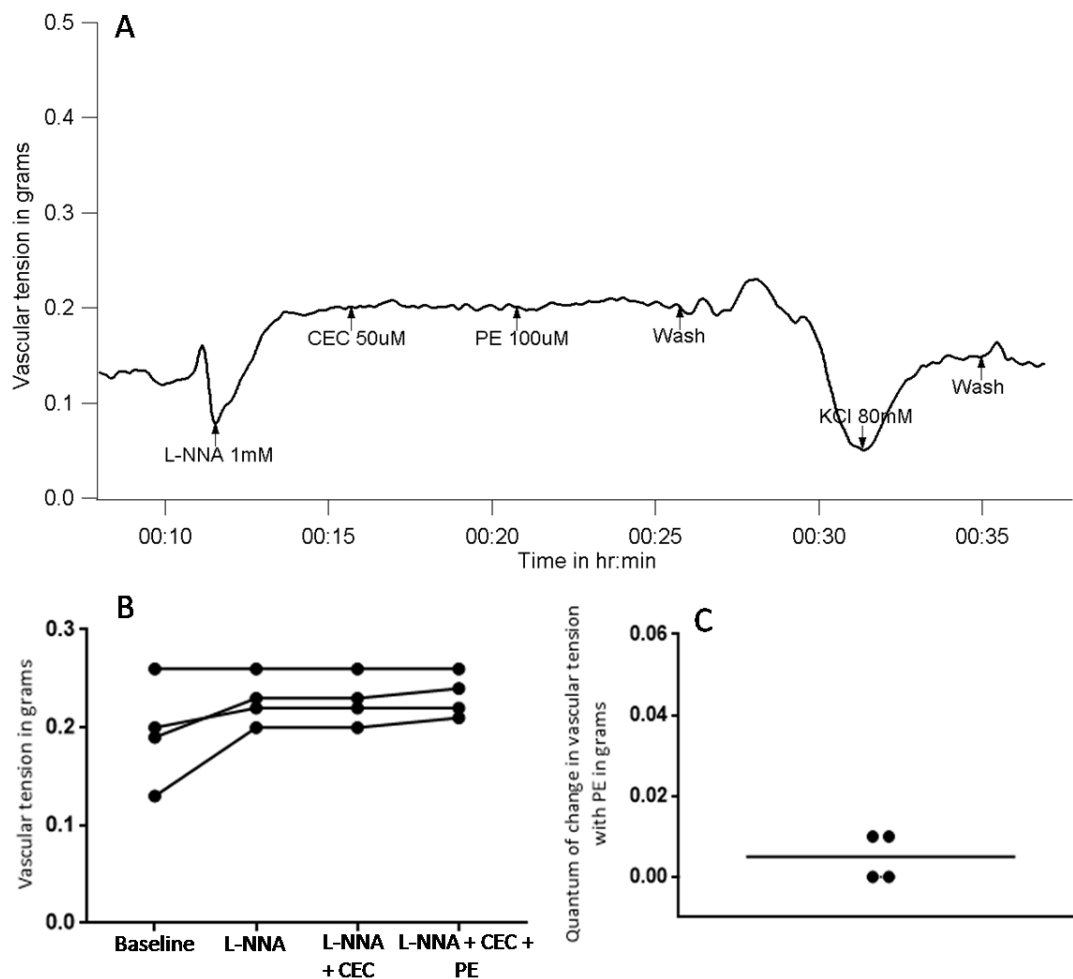 A
Vascular tension in grams
0.5
0.4
0.3
0.2
0.1
0.0
L-NNA 1mM
CEC 50uM
PE 100uM
Wash
KCl 80mM
Wash
00:10
00:15
00:20
00:25
00:30
00:35
Time in hr:min
B
Vascular tension in grams
0.3
0.2
0.1
0.0
Baseline
L-NNA
L-NNA
+ CEC
L-NNA + CEC +
PE
C
Quantum of change in vascular tension
with PE in grams
0.06
0.04
0.02
0.00